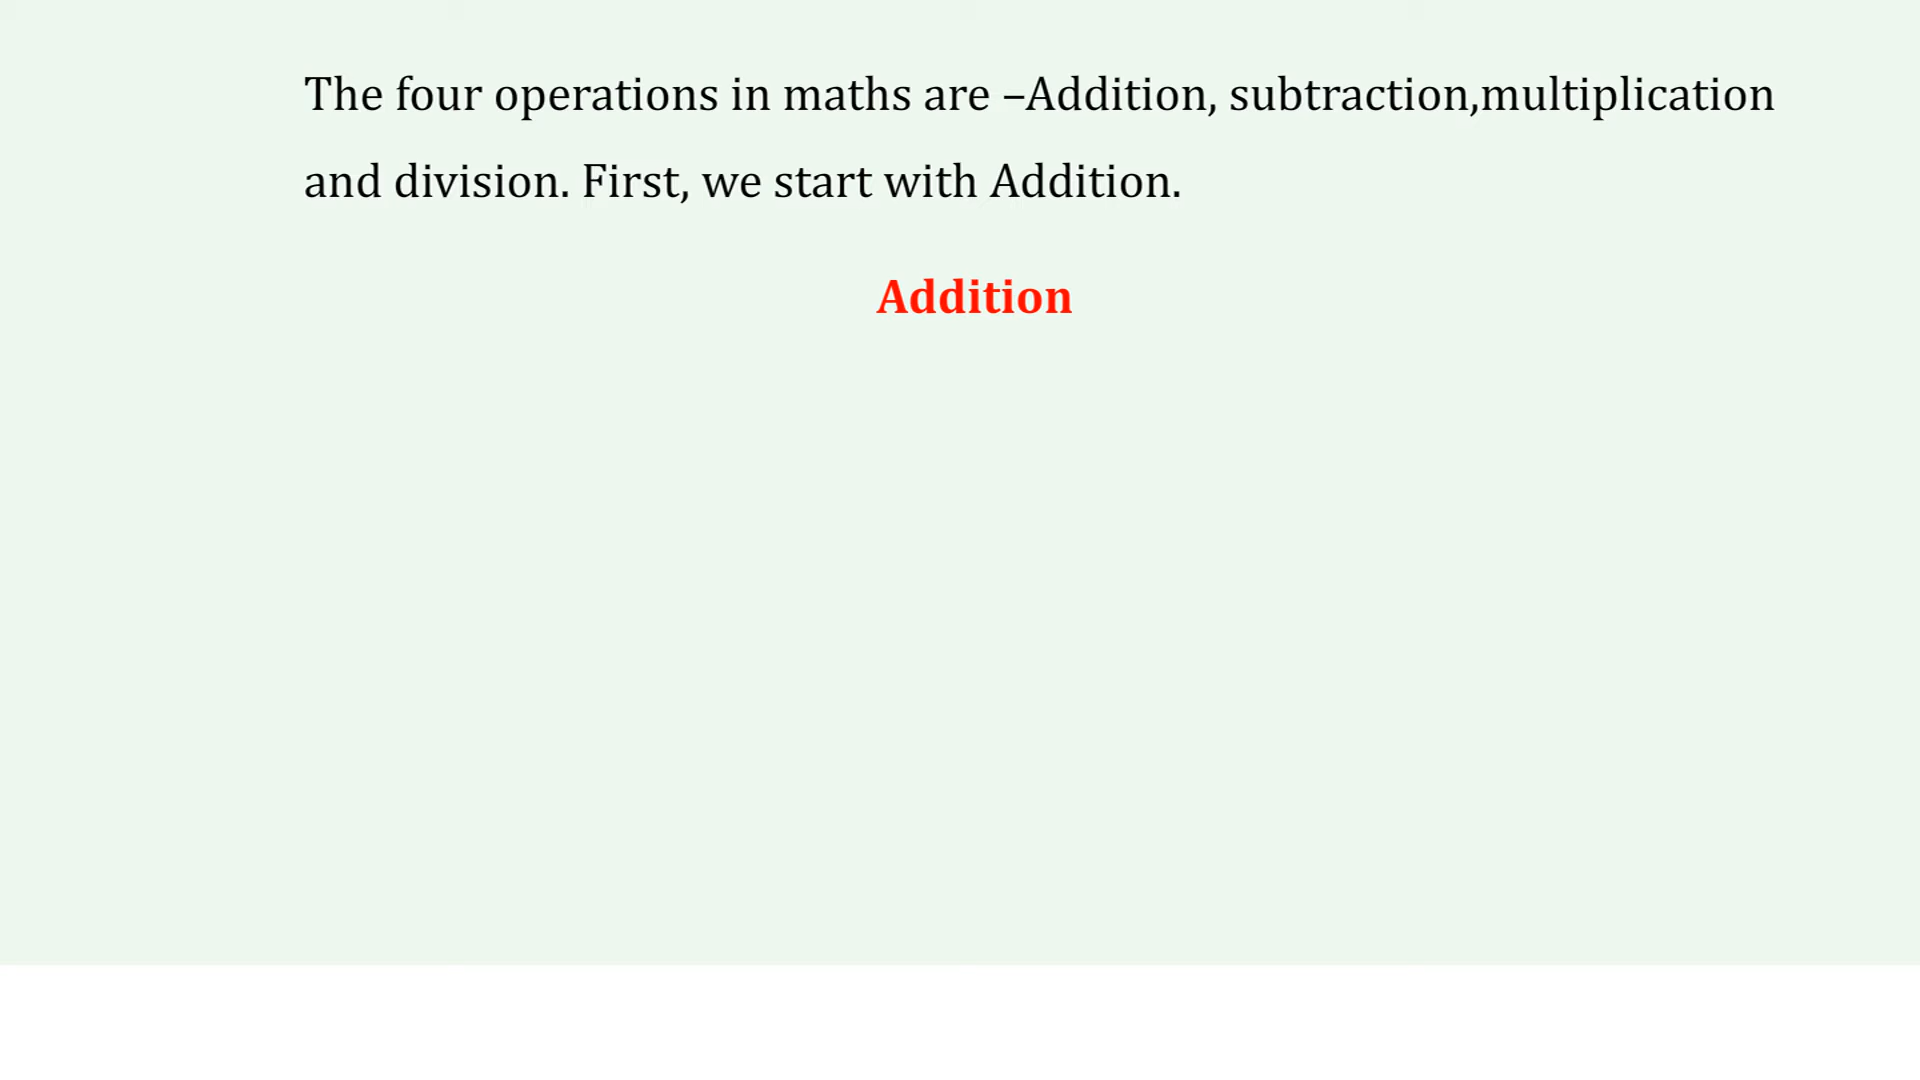 The four operations in maths are –Addition, subtraction,multiplication
and division. First, we start with Addition.
Addition